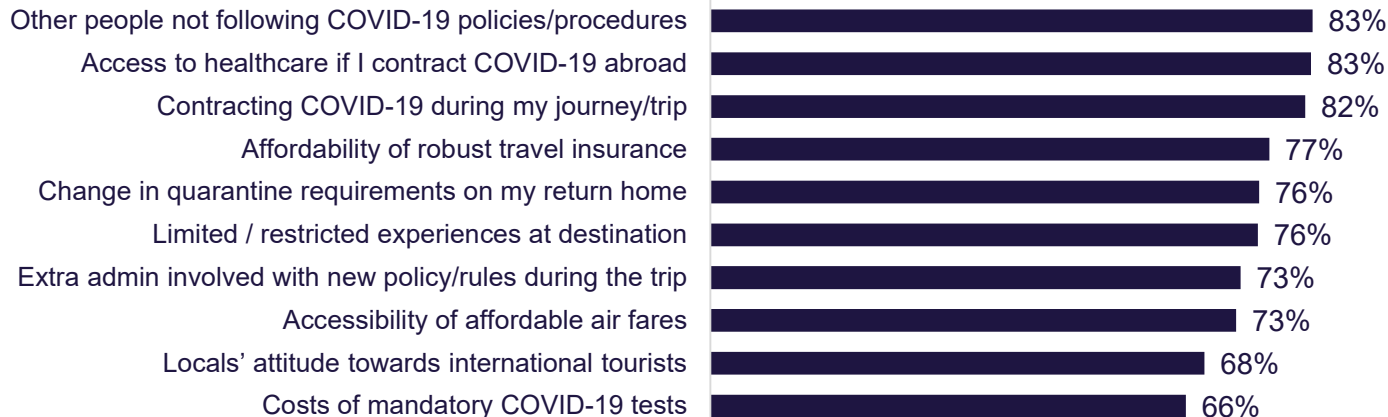 Other people not following COVID-19 policies/procedures 83%
Access to healthcare if I contract COVID-19 abroad 83%
Contracting COVID-19 during my journey/trip 82%
Affordability of robust travel insurance 77%
Change in quarantine requirements on my return home 76%
Limited / restricted experiences at destination 76%
Extra admin involved with new policy/rules during the trip 73%
Accessibility of affordable air fares 73%
Locals’ attitude towards international tourists 68%
Costs of mandatory COVID-19 tests 66%